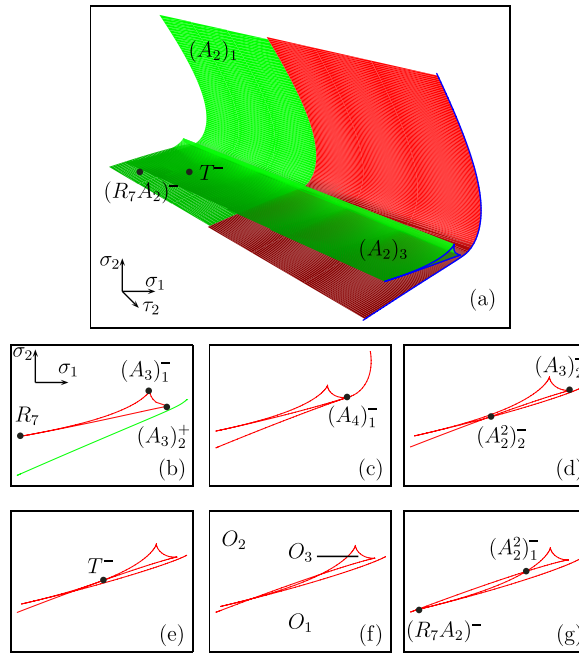 (A₂)₁
T⁻
(R₇A₂)⁻
(A₂)₃
σ₂
σ₁
τ₂
(a)
σ₂
σ₁
(A₃)₁⁻
R₇
(A₃)₂⁺
(b)
(A₄)₁⁻
(c)
(A₃)₂⁻
(A₂²)₂⁻
(d)
T⁻
(e)
O₂
O₃
O₁
(f)
(A₂²)₁⁻
(R₇A₂)⁻
(g)